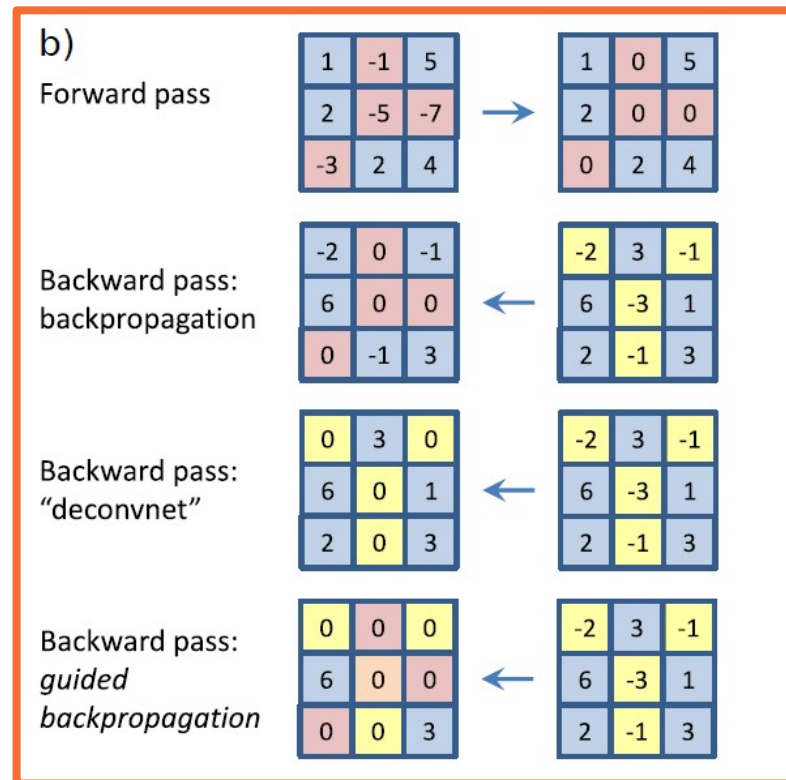 b)
Forward pass
1 -1 5 1 0 5
2 -5 -7 2 0 0
-3 2 4 0 2 4
Backward pass:
backpropagation
-2 0 -1 -2 3 -1
6 0 0 6 -3 1
0 -1 3 2 -1 3
Backward pass:
“deconvnet”
0 3 0 -2 3 -1
6 0 1 6 -3 1
2 0 3 2 -1 3
Backward pass:
guided
backpropagation
0 0 0 -2 3 -1
6 0 0 6 -3 1
0 0 3 2 -1 3